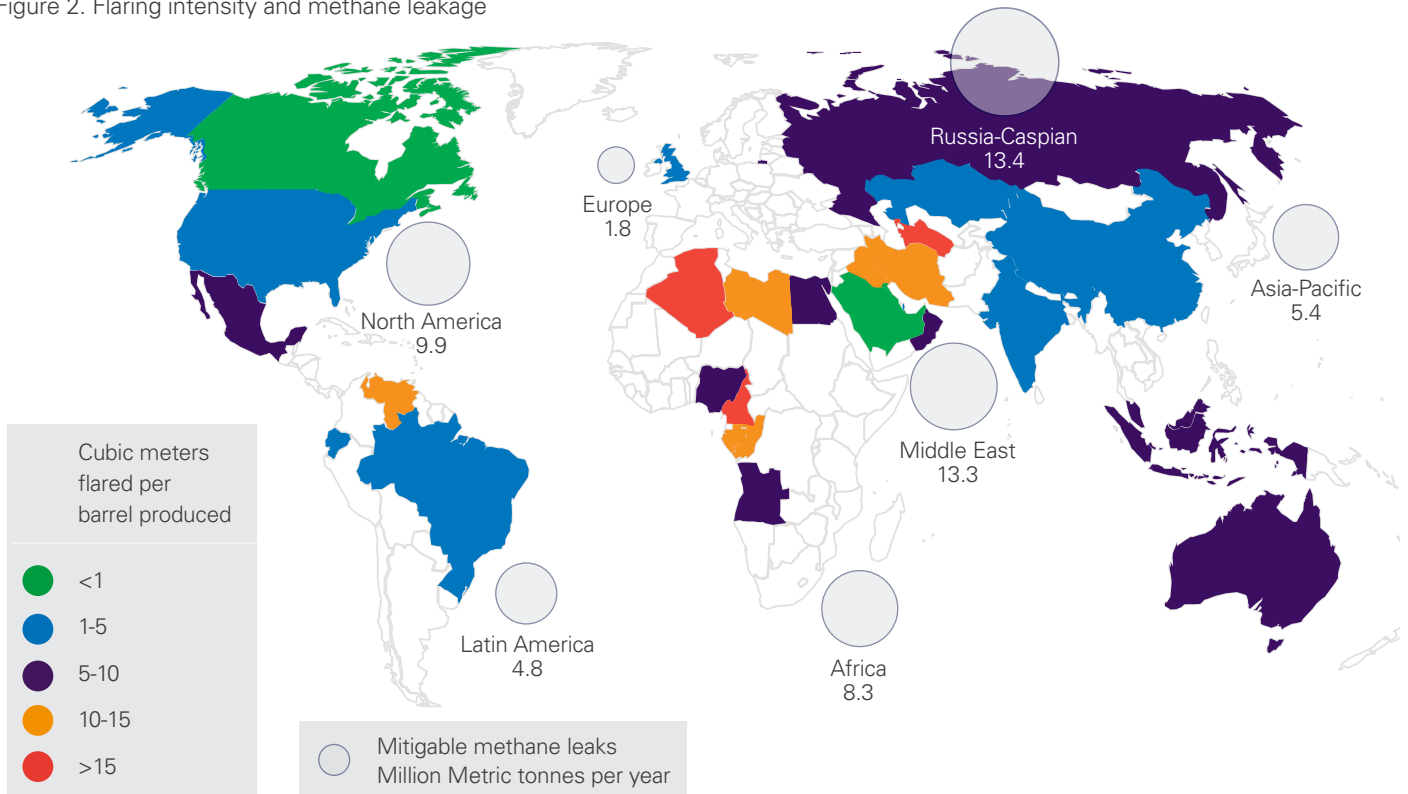 Figure 2. Flaring intensity and methane leakage
Russia-Caspian
13.4
Europe
1.8
Asia-Pacific
5.4
North America
9.9
Middle East
13.3
Latin America
4.8
Africa
8.3
Cubic meters
flared per
barrel produced
<1
1-5
5-10
10-15
>15
Mitigable methane leaks
Million Metric tonnes per year